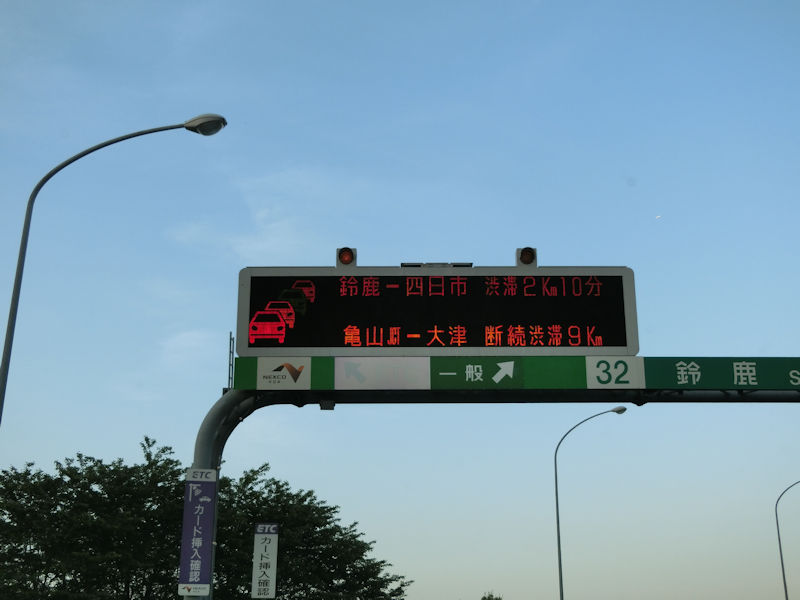 鈴鹿ー四日市 渋滞2Km10分
亀山JCTー大津 断続渋滞9Km
NEXCO
一般
32
鈴鹿
S
ETC
カード挿入確認
ETC
カード挿入確認